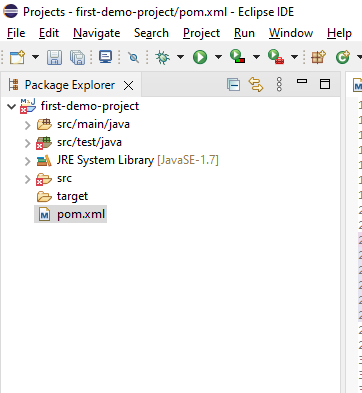 Projects - first-demo-project/pom.xml - Eclipse IDE
File Edit Navigate Search Project Run Window Help
Package Explorer
first-demo-project
src/main/java
src/test/java
JRE System Library [JavaSE-1.7]
src
target
pom.xml